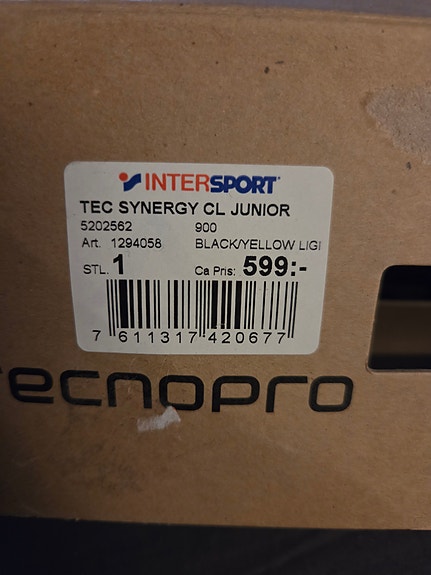 INTERSPORT
TEC SYNERGY CL JUNIOR
5202562 900
Art. 1294058 BLACK/YELLOW LIGI
STL. 1 Ca Pris: 599:-
7 611317 420677
ecnopro